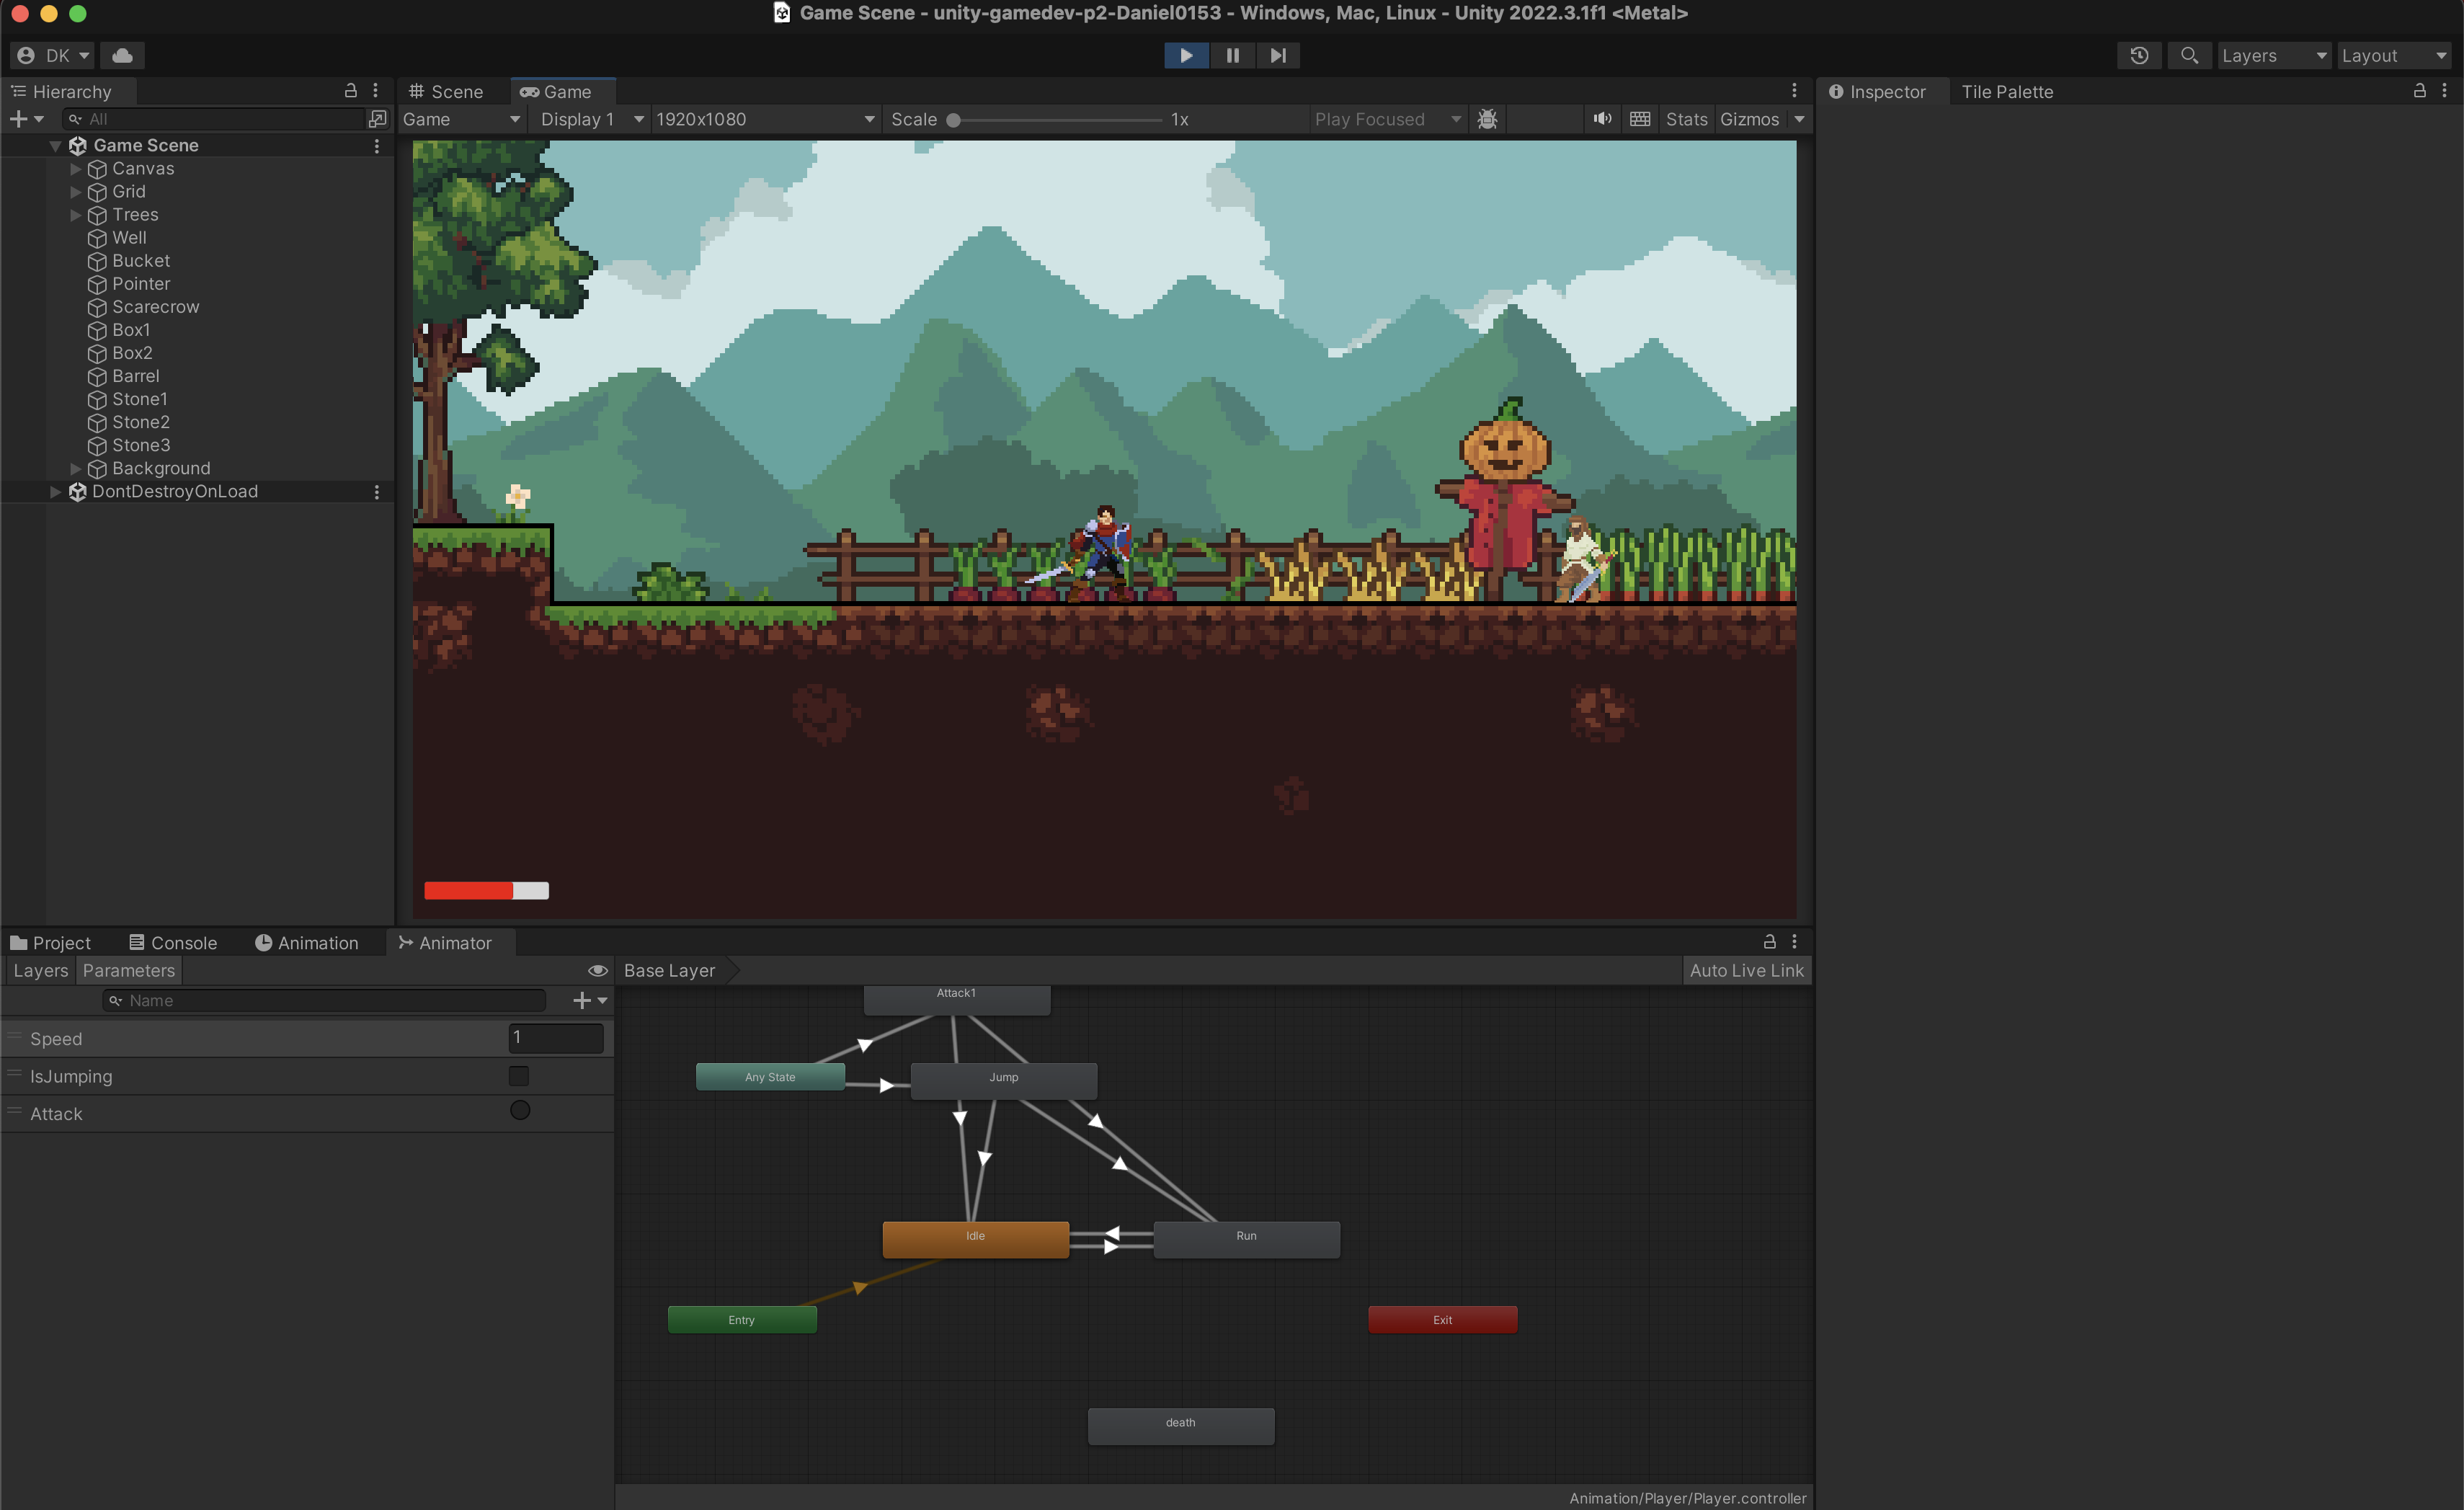 Game Scene - unity-gamedev-p2-Daniel0153 - Windows, Mac, Linux - Unity 2022.3.1f1 <Metal>
DK
Layers
Layout
Hierarchy
Scene
Game
Inspector
Tile Palette
All
Game
Display 1
1920x1080
Scale
1x
Play Focused
Stats
Gizmos
Game Scene
Canvas
Grid
Trees
Well
Bucket
Pointer
Scarecrow
Box1
Box2
Barrel
Stone1
Stone2
Stone3
Background
DontDestroyOnLoad
Project
Console
Animation
Animator
Layers
Parameters
Base Layer
Auto Live Link
Name
Speed
1
IsJumping
Attack
Attack1
Any State
Jump
Idle
Run
Entry
Exit
death
Animation/Player/Player.controller